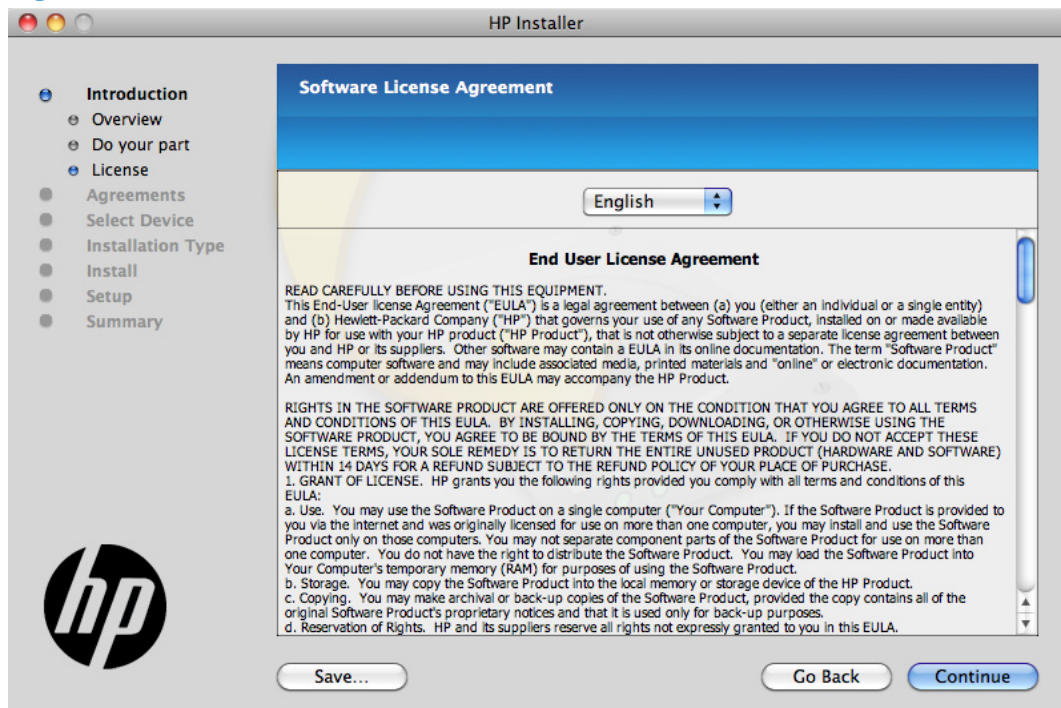 HP Installer
Introduction
Overview
Do your part
License
Agreements
Select Device
Installation Type
Install
Setup
Summary
hp
Software License Agreement
English
End User License Agreement
READ CAREFULLY BEFORE USING THIS EQUIPMENT.
This End-User license Agreement ("EULA") is a legal agreement between (a) you (either an individual or a single entity)
and (b) Hewlett-Packard Company ("HP") that governs your use of any Software Product, installed on or made available
by HP for use with your HP product ("HP Product"), that is not otherwise subject to a separate license agreement between
you and HP or its suppliers. Other software may contain a EULA in its online documentation. The term "Software Product"
means computer software and may include associated media, printed materials and "online" or electronic documentation.
An amendment or addendum to this EULA may accompany the HP Product.
RIGHTS IN THE SOFTWARE PRODUCT ARE OFFERED ONLY ON THE CONDITION THAT YOU AGREE TO ALL TERMS
AND CONDITIONS OF THIS EULA. BY INSTALLING, COPYING, DOWNLOADING, OR OTHERWISE USING THE
SOFTWARE PRODUCT, YOU AGREE TO BE BOUND BY THE TERMS OF THIS EULA. IF YOU DO NOT ACCEPT THESE
LICENSE TERMS, YOUR SOLE REMEDY IS TO RETURN THE ENTIRE UNUSED PRODUCT (HARDWARE AND SOFTWARE)
WITHIN 14 DAYS FOR A REFUND SUBJECT TO THE REFUND POLICY OF YOUR PLACE OF PURCHASE.
1. GRANT OF LICENSE. HP grants you the following rights provided you comply with all terms and conditions of this
EULA:
a. Use. You may use the Software Product on a single computer ("Your Computer"). If the Software Product is provided to
you via the internet and was originally licensed for use on more than one computer, you may install and use the Software
Product only on those computers. You may not separate component parts of the Software Product for use on more than
one computer. You do not have the right to distribute the Software Product. You may load the Software Product into
Your Computer's temporary memory (RAM) for purposes of using the Software Product.
b. Storage. You may copy the Software Product into the local memory or storage device of the HP Product.
c. Copying. You may make archival or back-up copies of the Software Product, provided the copy contains all of the
original Software Product's proprietary notices and that it is used only for back-up purposes.
d. Reservation of Rights. HP and its suppliers reserve all rights not expressly granted to you in this EULA.
Save...
Go Back
Continue